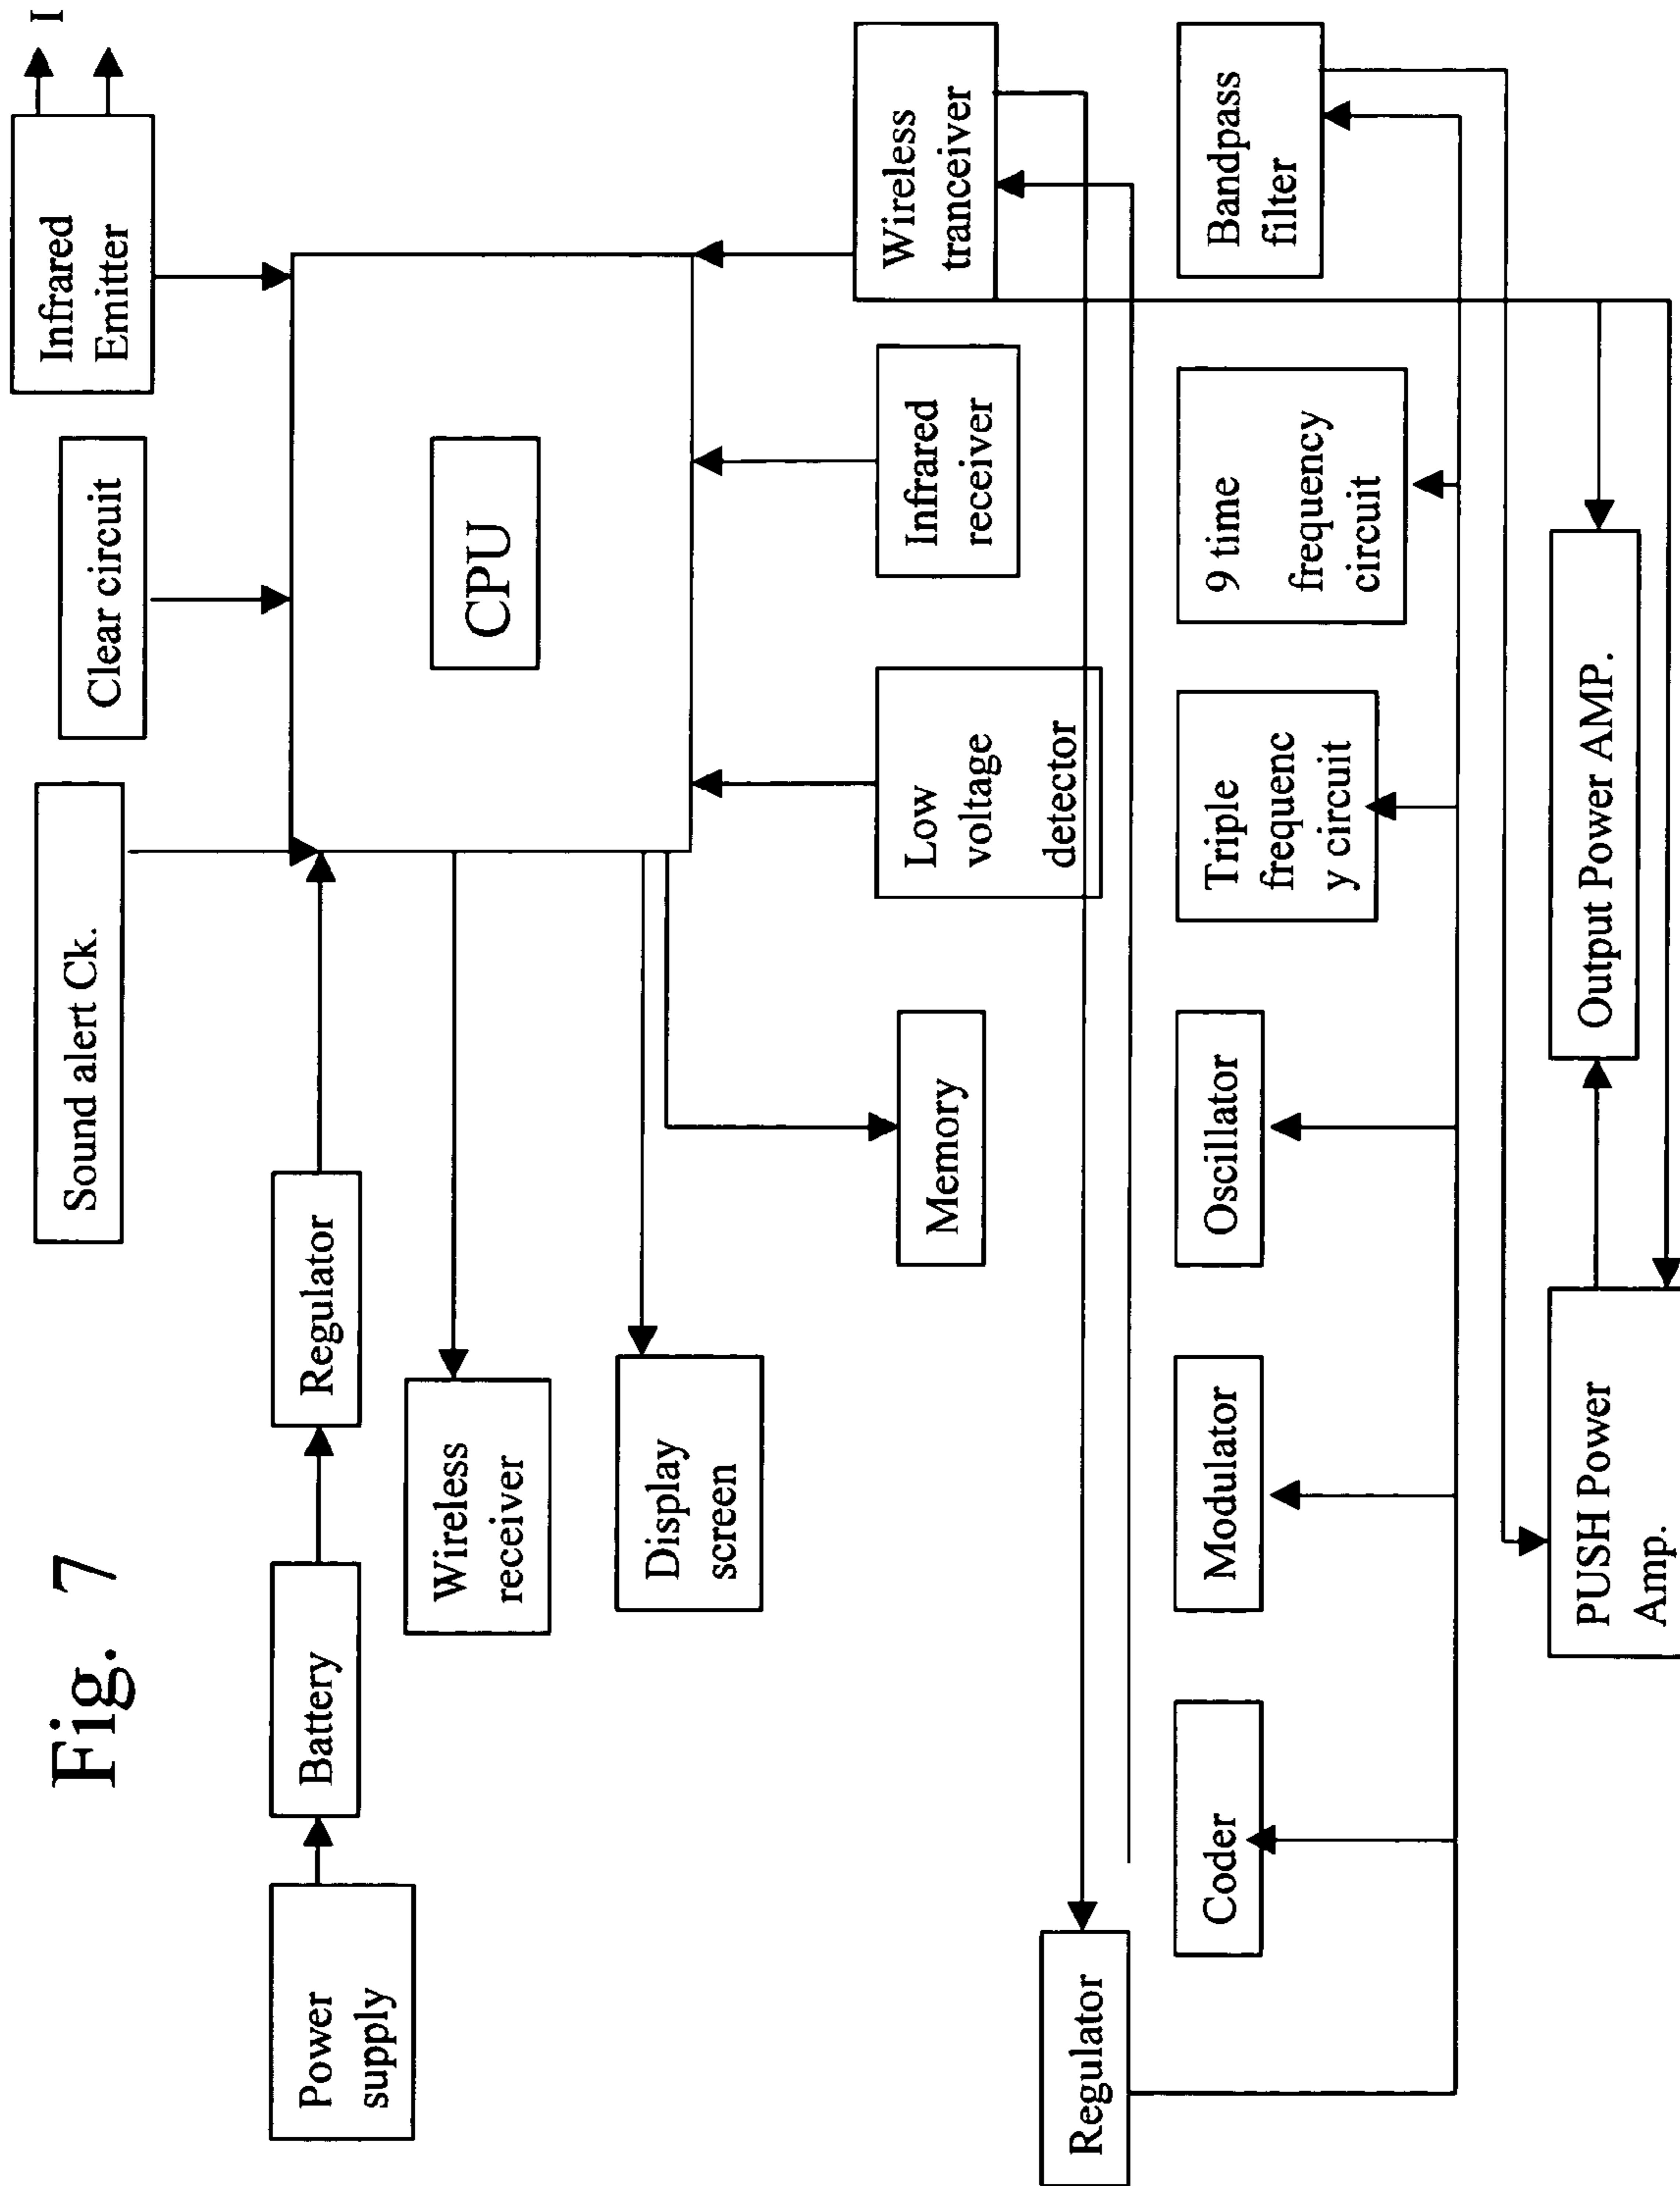 Fig. 7
Sound alert Ck.
Clear circuit
Infrared
Emitter
I
Power
supply
Battery
Regulator
Wireless
receiver
Display
screen
CPU
Memory
Low
voltage
detector
Infrared
receiver
Wireless
tranceiver
Regulator
Coder
Modulator
Oscillator
Triple
frequenc
y circuit
9 time
frequency
circuit
Bandpass
filter
PUSH Power
Amp.
Output Power AMP.